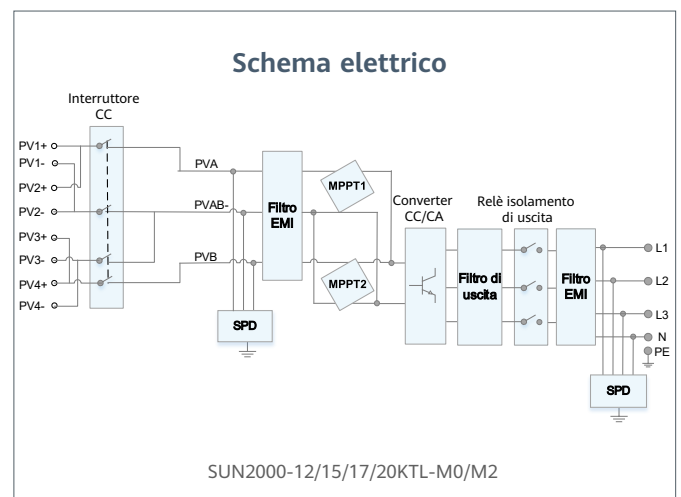 Schema elettrico
Interruttore
CC
PV1+
PV1-
PV2+
PV2-
PV3+
PV3-
PV4+
PV4-
PVA
PVAB-
PVB
SPD
Filtro
EMI
MPPT1
MPPT2
Converter
CC/CA
Filtro di
uscita
Relè isolamento
di uscita
Filtro
EMI
L1
L2
L3
N
PE
SPD
SUN2000-12/15/17/20KTL-M0/M2